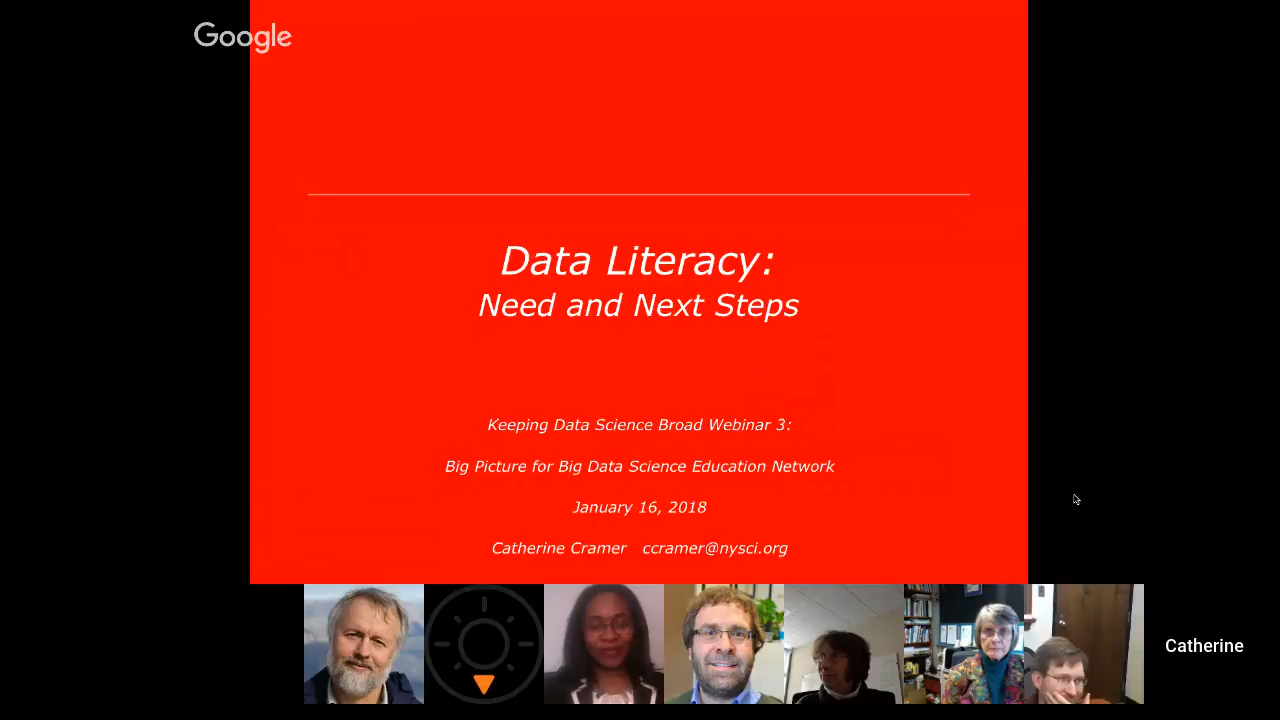 Google
Data Literacy:
Need and Next Steps
Keeping Data Science Broad Webinar 3:
Big Picture for Big Data Science Education Network
January 16, 2018
Catherine Cramer ccramer@nysci.org
Catherine